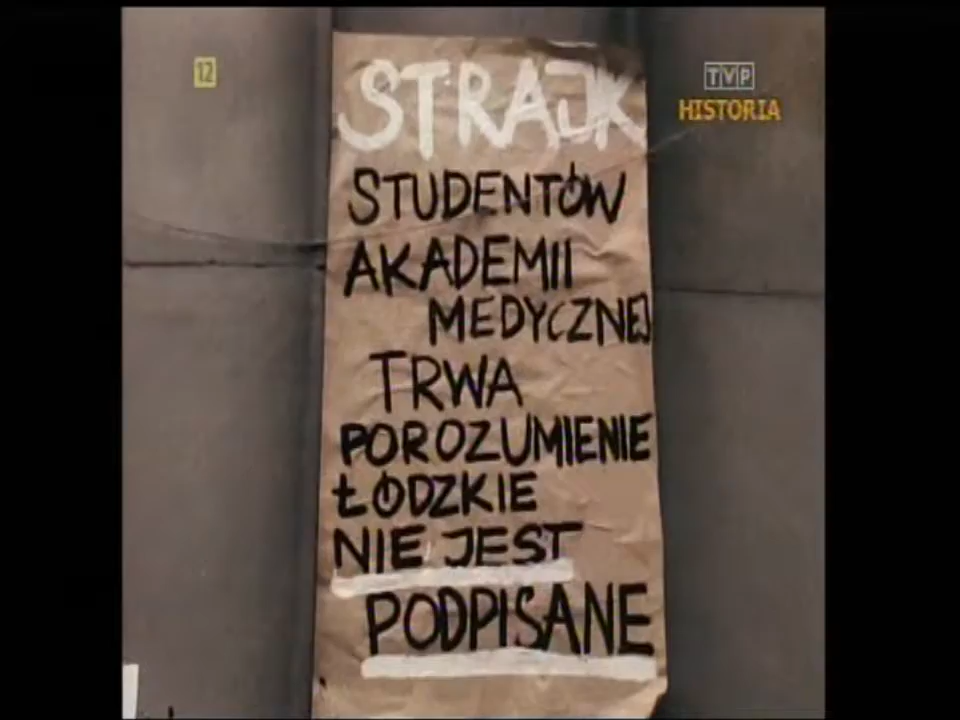 12
TVP
HISTORIA
STRAJK
STUDENTÓW
AKADEMII
MEDYCZNEJ
TRWA
POROZUMIENIE
ŁÓDZKIE
NIE JEST
PODPISANE